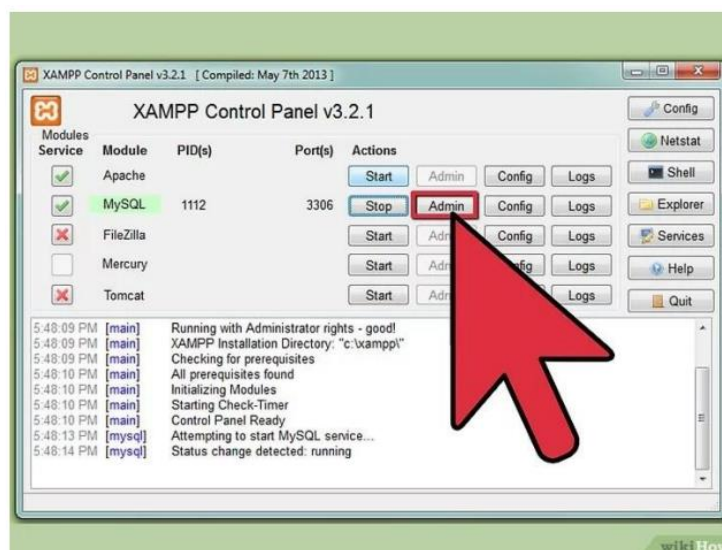 XAMPP Control Panel v3.2.1 [ Compiled: May 7th 2013 ]
XAMPP Control Panel v3.2.1
Config
Modules
Service Module PID(s) Port(s) Actions
Netstat
Apache Start Admin Config Logs
Shell
MySQL 1112 3306 Stop Admin Config Logs
Explorer
FileZilla Start Config Logs
Services
Mercury Start Logs
Help
Tomcat Start Logs
Quit
5:48:09 PM [main] Running with Administrator rights - good!
5:48:09 PM [main] XAMPP Installation Directory: "c:\xampp\"
5:48:09 PM [main] Checking for prerequisites
5:48:10 PM [main] All prerequisites found
5:48:10 PM [main] Initializing Modules
5:48:10 PM [main] Starting Check-Timer
5:48:10 PM [main] Control Panel Ready
5:48:13 PM [mysql] Attempting to start MySQL service...
5:48:14 PM [mysql] Status change detected: running